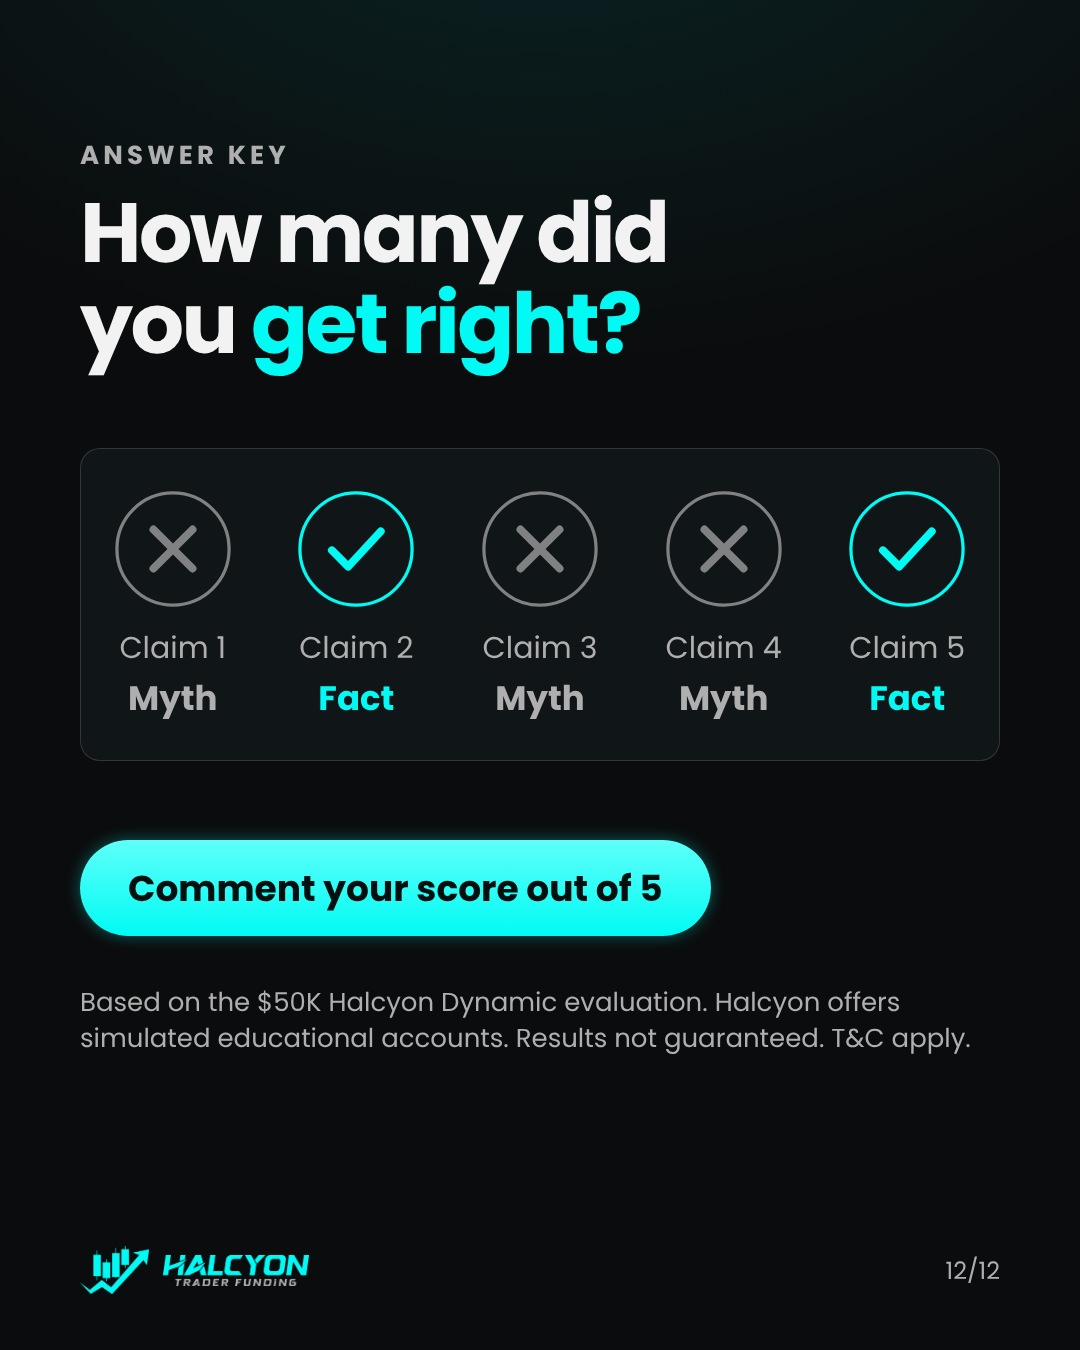 ANSWER KEY
How many did
you get right?
Claim 1
Myth
Claim 2
Fact
Claim 3
Myth
Claim 4
Myth
Claim 5
Fact
Comment your score out of 5
Based on the $50K Halcyon Dynamic evaluation. Halcyon offers
simulated educational accounts. Results not guaranteed. T&C apply.
HALCYON
TRADER FUNDING
12/12